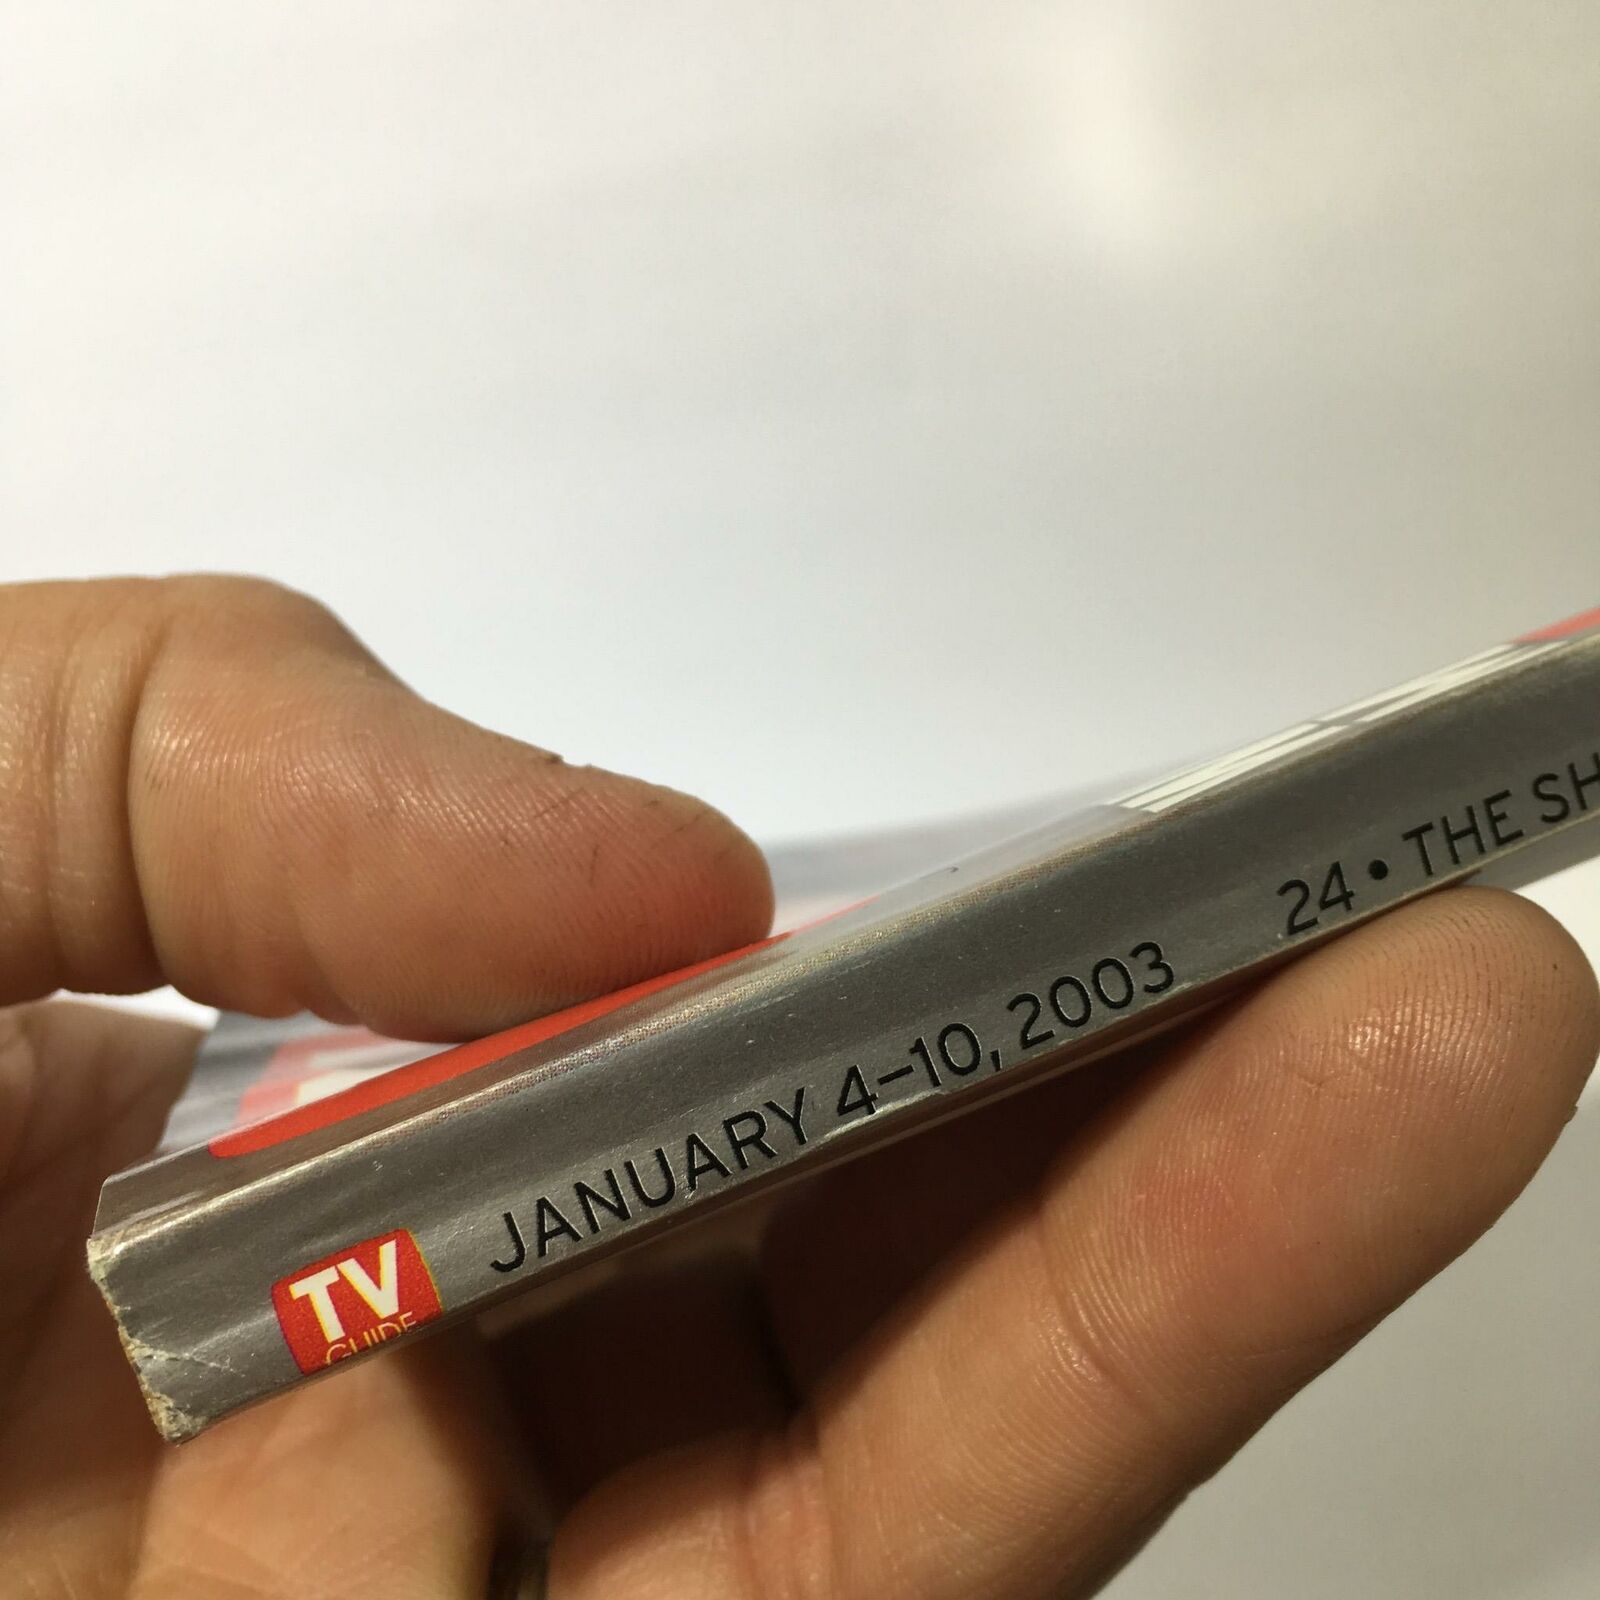 TV
GUIDE
JANUARY 4–10, 2003 24 • THE SH